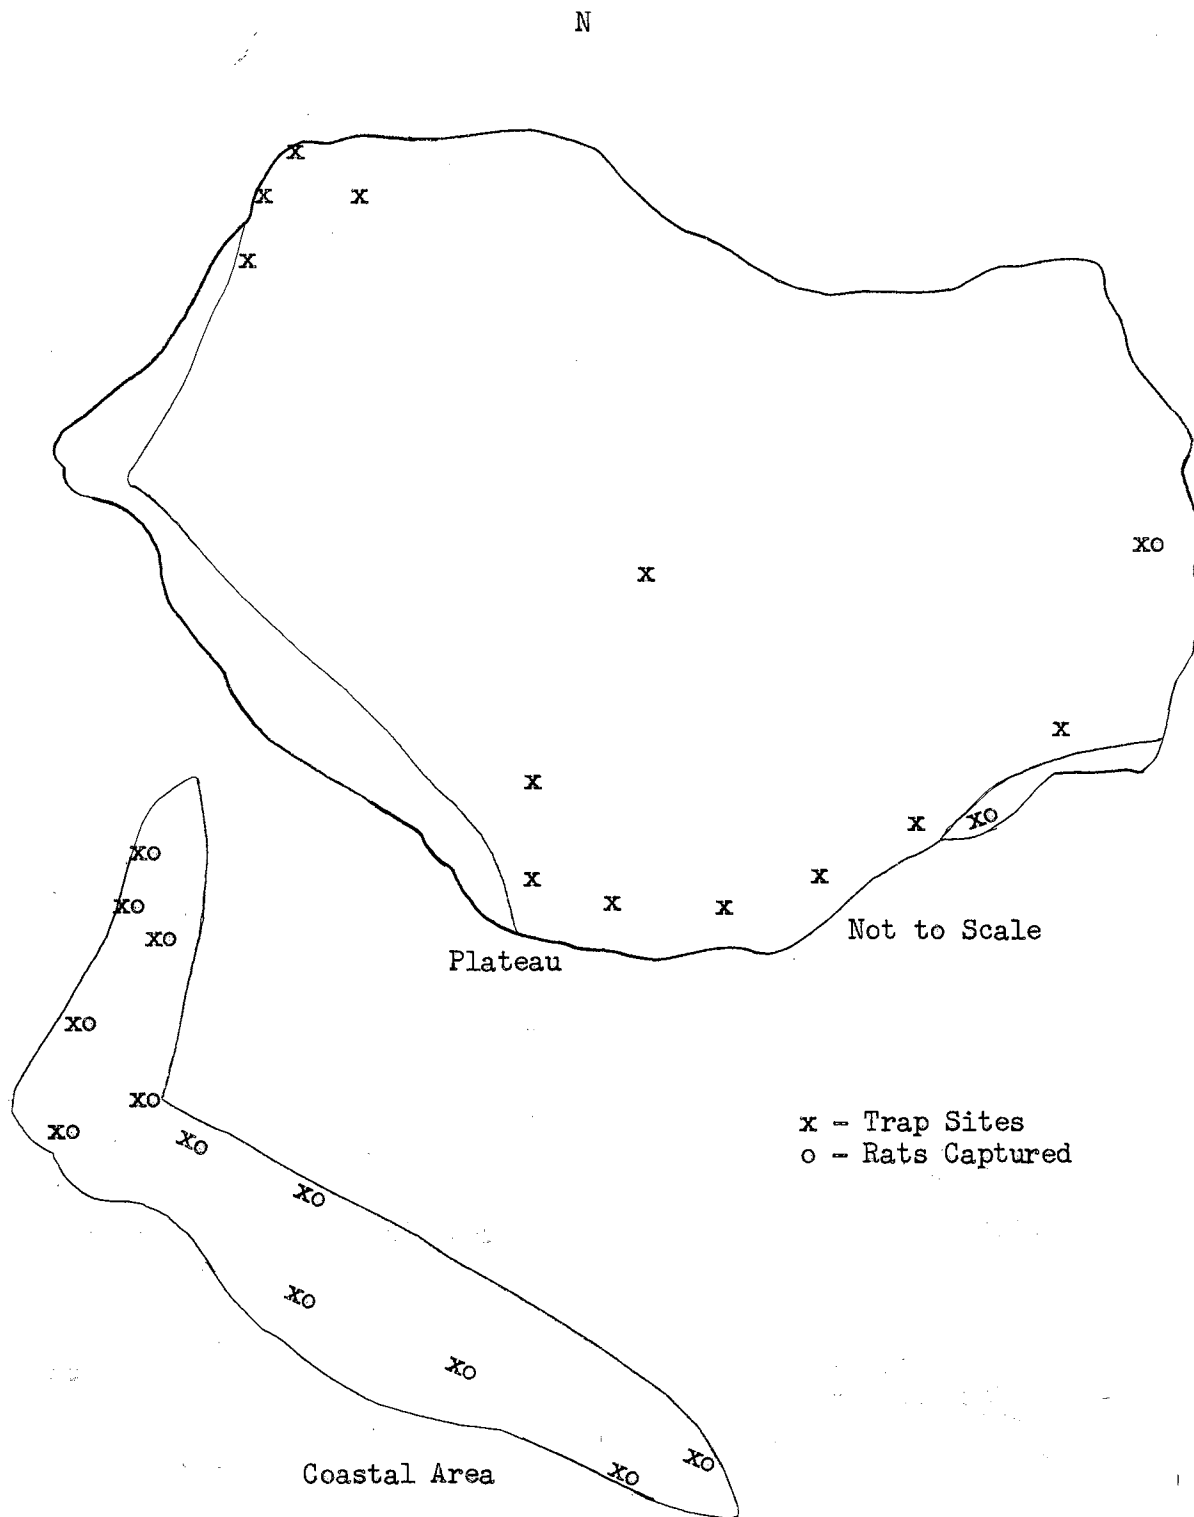 N
x
x x
x
xo
x
x
x
x
xo
xo
x
x
x
x
x
xo
Not to Scale
xo
Plateau
xo
xo
x - Trap Sites
xo
xo
o - Rats Captured
xo
xo
xo
xo
xo
xo
Coastal Area